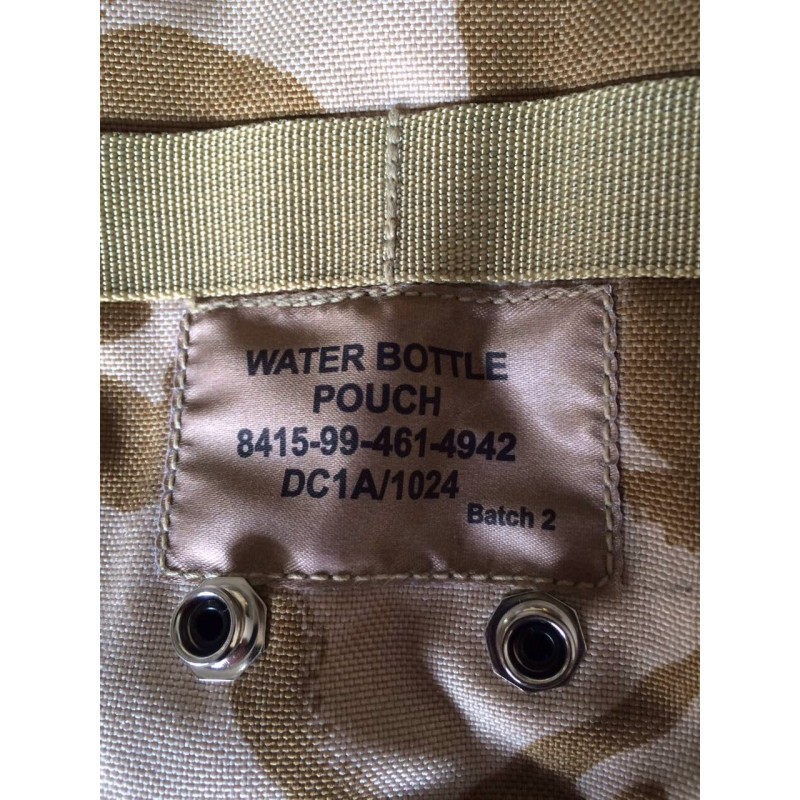 WATER BOTTLE
POUCH
8415-99-461-4942
DC1A/1024
Batch 2